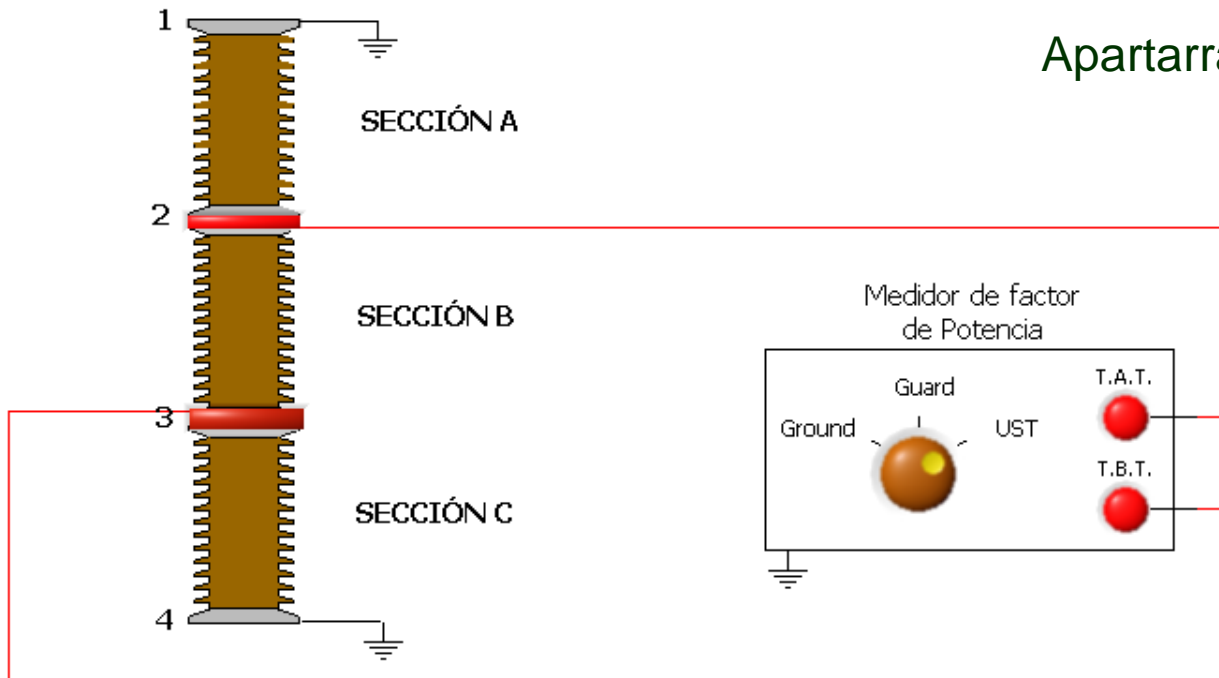 Apartarra
1
SECCIÓN A
2
SECCIÓN B
3
SECCIÓN C
4
Medidor de factor
de Potencia
Guard
Ground
UST
T.A.T.
T.B.T.